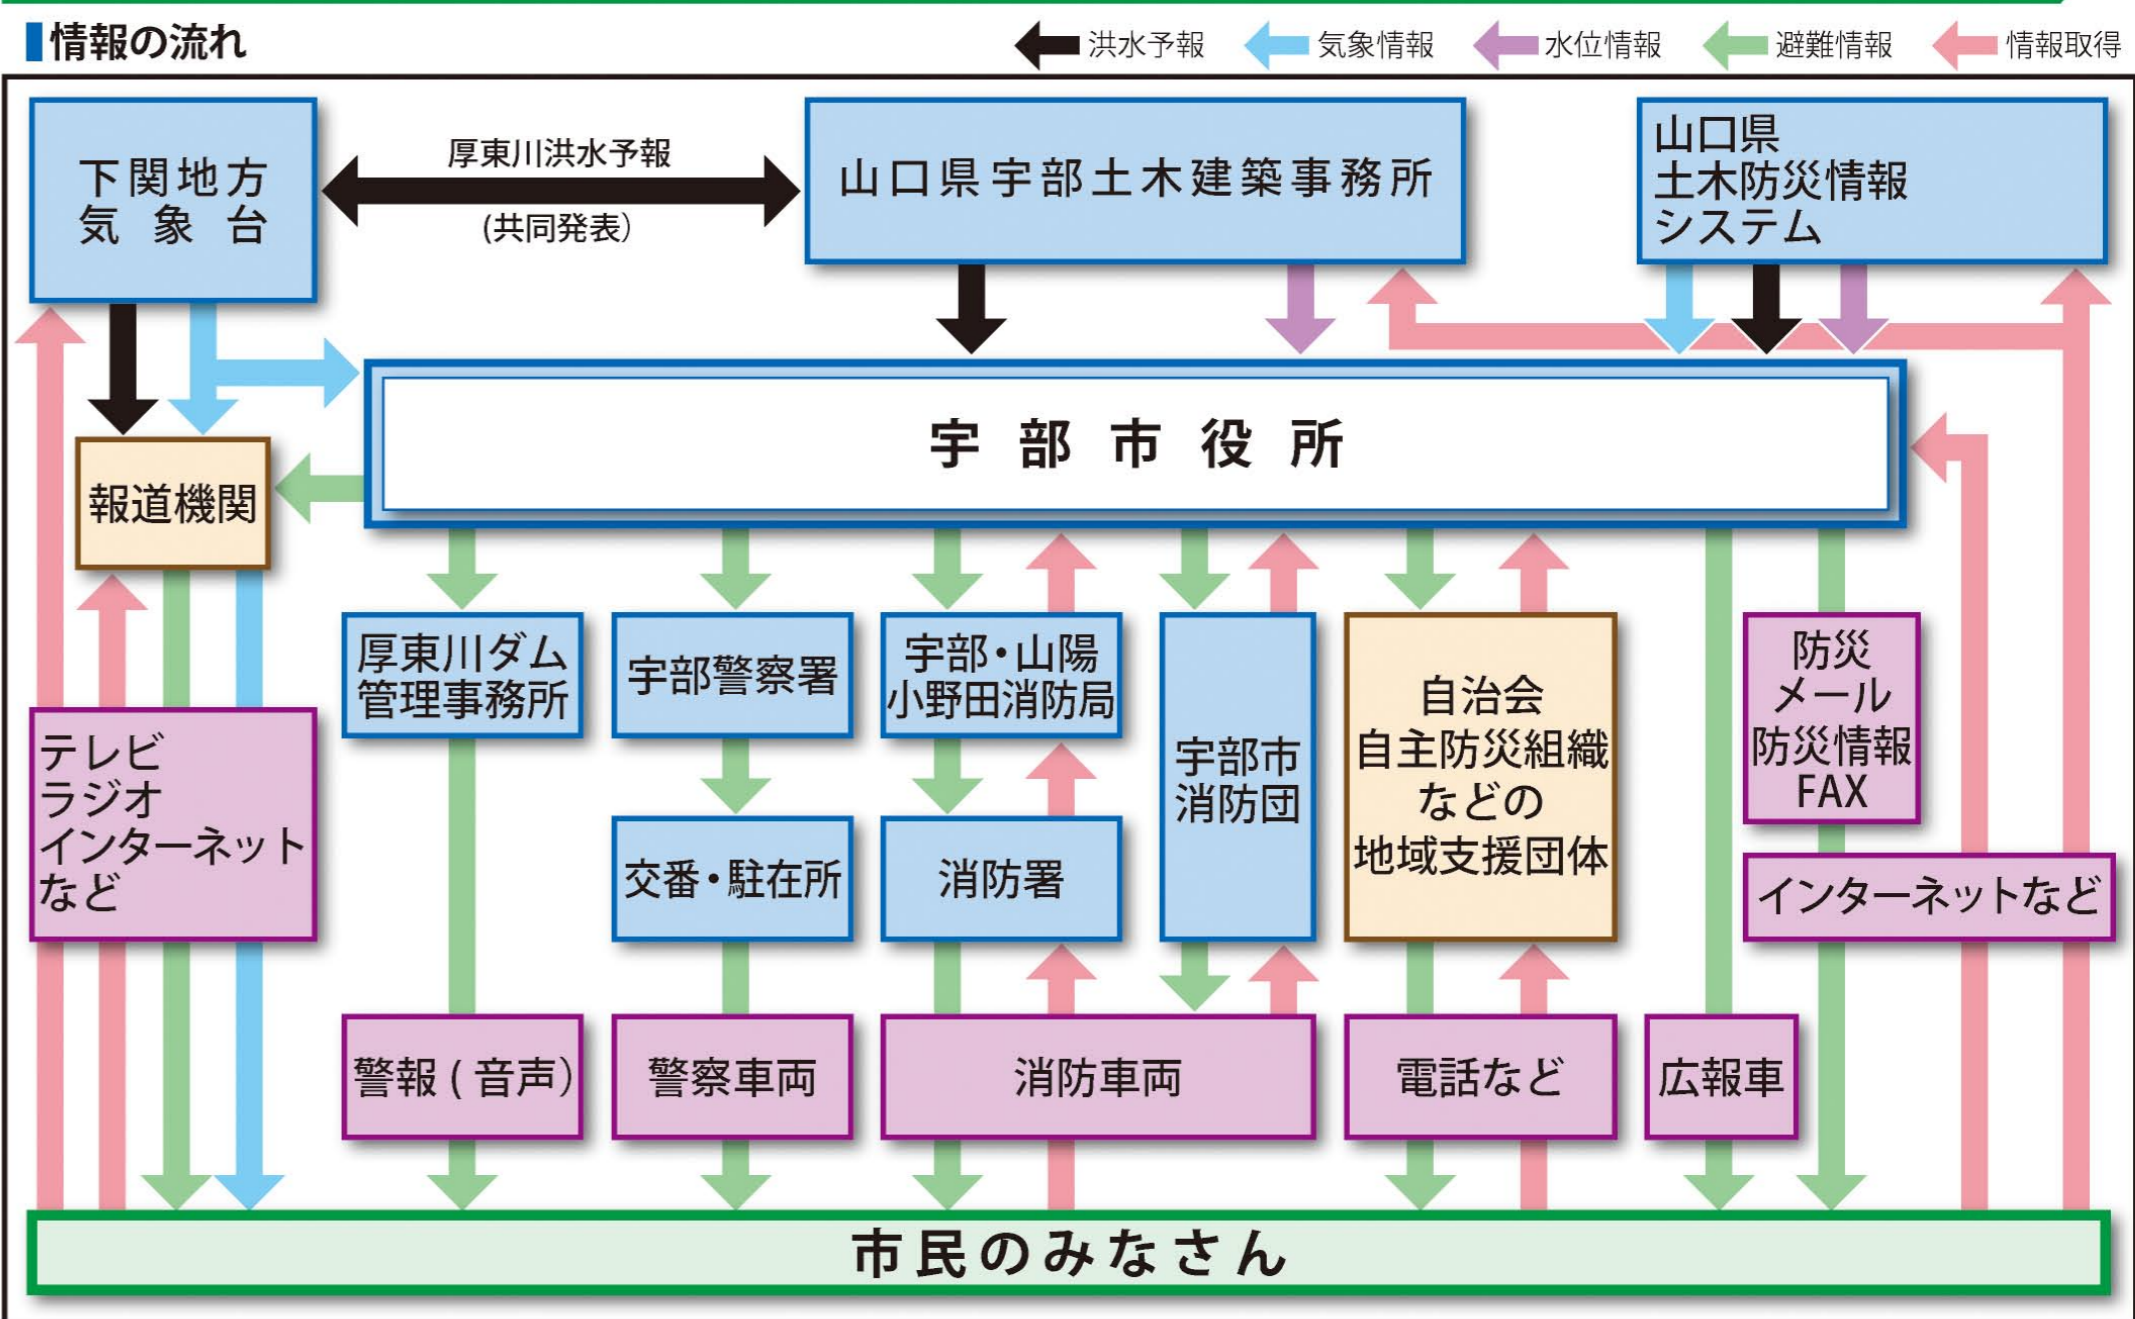 情報の流れ
洪水予報
気象情報
水位情報
避難情報
情報取得
下関地方
気象台
厚東川洪水予報
(共同発表)
山口県宇部土木建築事務所
山口県
土木防災情報
システム
宇部市役所
報道機関
厚東川ダム
管理事務所
宇部警察署
宇部・山陽
小野田消防局
宇部市
消防団
自治会
自主防災組織
などの
地域支援団体
防災
メール
防災情報
FAX
テレビ
ラジオ
インターネット
など
交番・駐在所
消防署
インターネットなど
警報(音声)
警察車両
消防車両
電話など
広報車
市民のみなさん